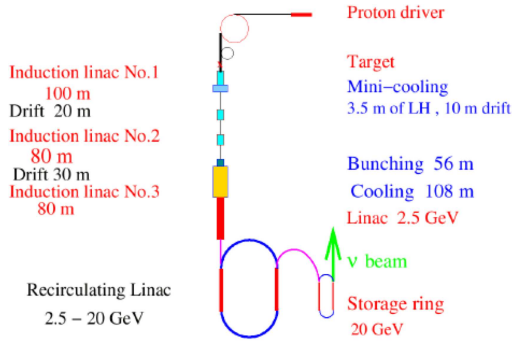 Proton driver
Induction linac No.1
100 m
Drift 20 m
Induction linac No.2
80 m
Drift 30 m
Induction linac No.3
80 m
Recirculating Linac
2.5 – 20 GeV
Target
Mini–cooling
3.5 m of LH , 10 m drift
Bunching 56 m
Cooling 108 m
Linac 2.5 GeV
ν beam
Storage ring
20 GeV